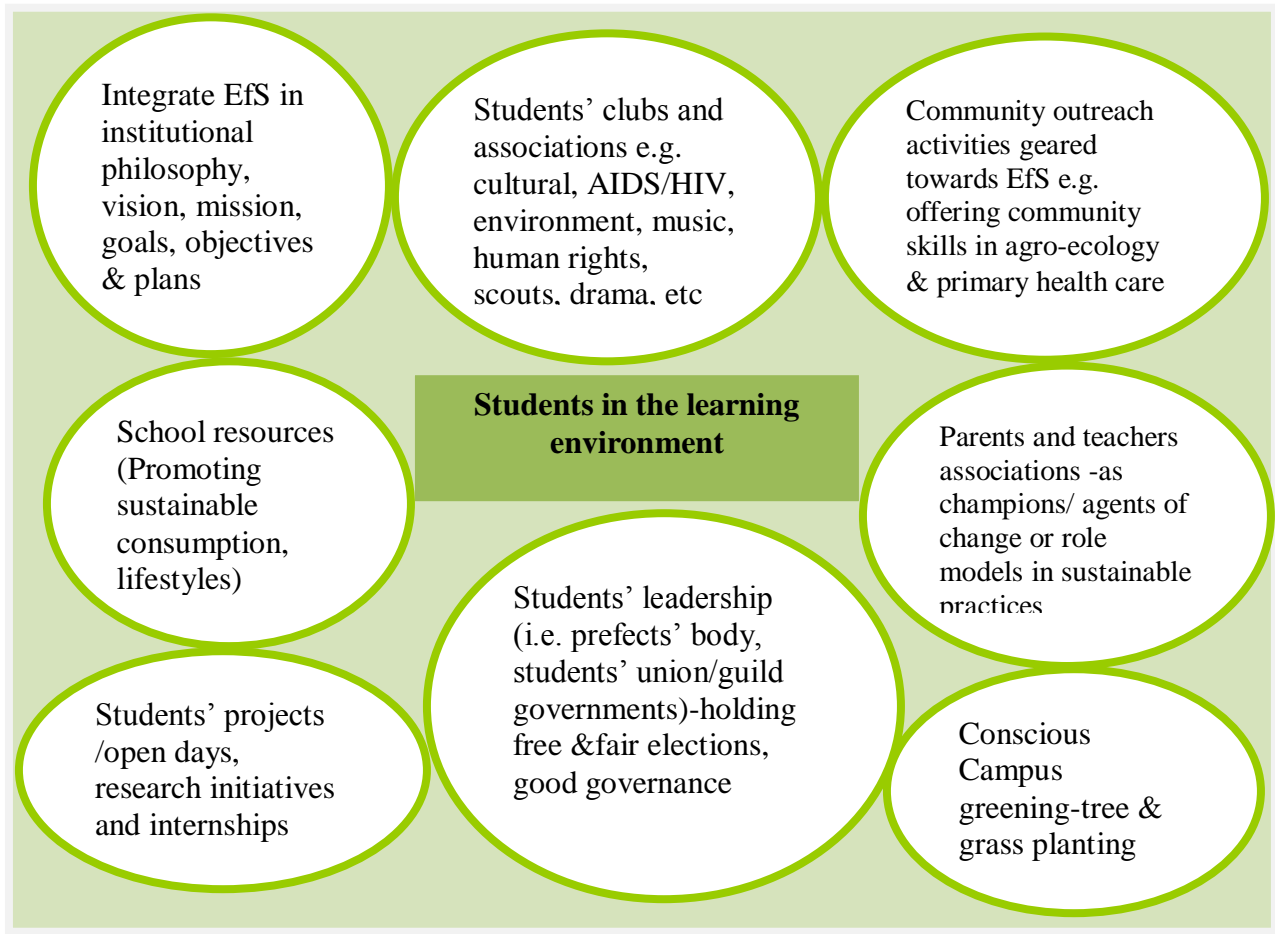 Integrate EfS in
institutional
philosophy,
vision, mission,
goals, objectives
& plans
Students’ clubs and
associations e.g.
cultural, AIDS/HIV,
environment, music,
human rights,
scouts, drama, etc
Community outreach
activities geared
towards EfS e.g.
offering community
skills in agro-ecology
& primary health care
School resources
(Promoting
sustainable
consumption,
lifestyles)
Students in the learning
environment
Parents and teachers
associations -as
champions/ agents of
change or role
models in sustainable
practices
Students’ projects
/open days,
research initiatives
and internships
Students’ leadership
(i.e. prefects’ body,
students’ union/guild
governments)-holding
free &fair elections,
good governance
Conscious
Campus
greening-tree &
grass planting